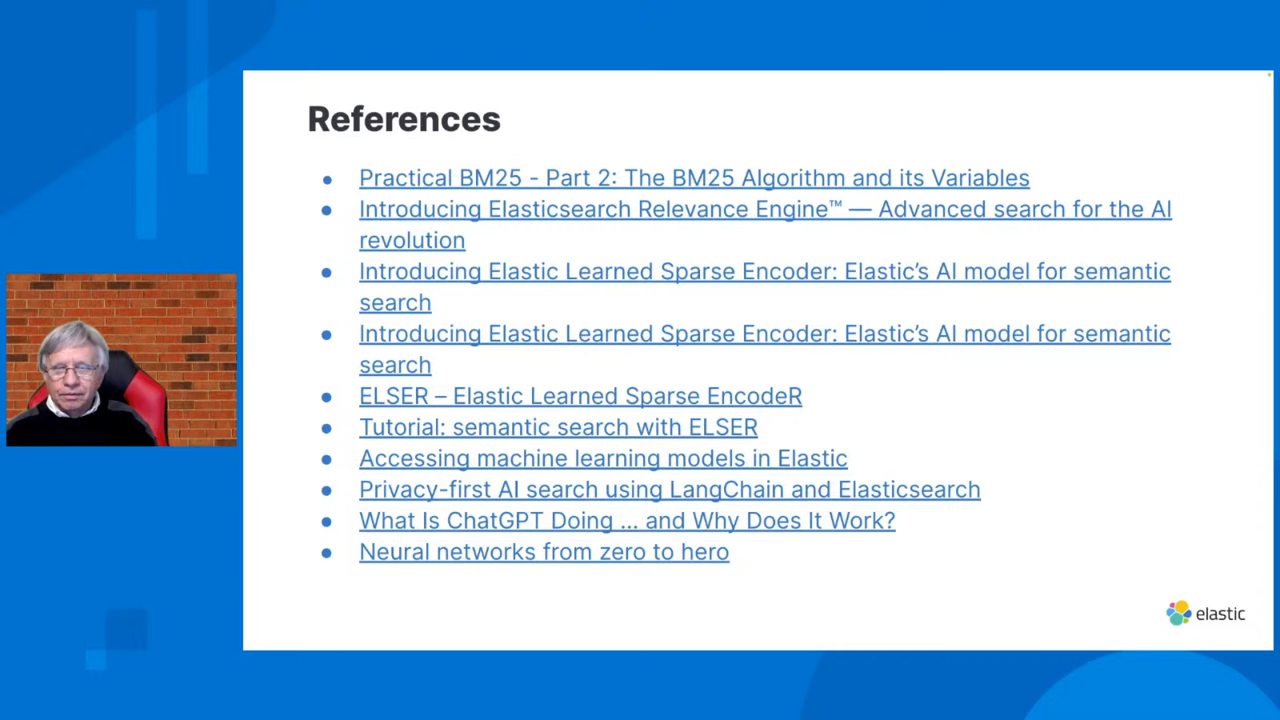 References
Practical BM25 - Part 2: The BM25 Algorithm and its Variables
Introducing Elasticsearch Relevance Engine™ — Advanced search for the AI
revolution
Introducing Elastic Learned Sparse Encoder: Elastic’s AI model for semantic
search
Introducing Elastic Learned Sparse Encoder: Elastic’s AI model for semantic
search
ELSER – Elastic Learned Sparse EncodeR
Tutorial: semantic search with ELSER
Accessing machine learning models in Elastic
Privacy-first AI search using LangChain and Elasticsearch
What Is ChatGPT Doing … and Why Does It Work?
Neural networks from zero to hero
elastic